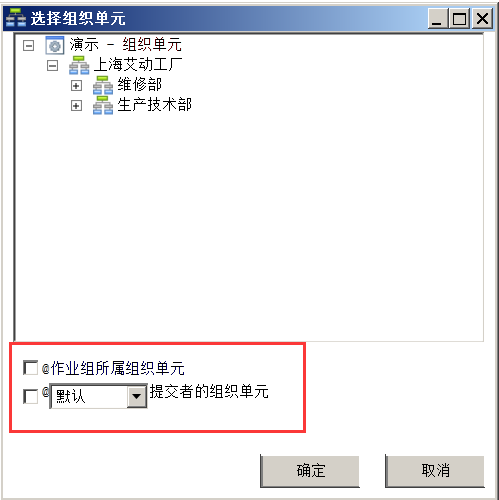 选择组织单元
演示 - 组织单元
上海艾动工厂
维修部
生产技术部
@作业组所属组织单元
@ 默认 提交者的组织单元
确定 取消